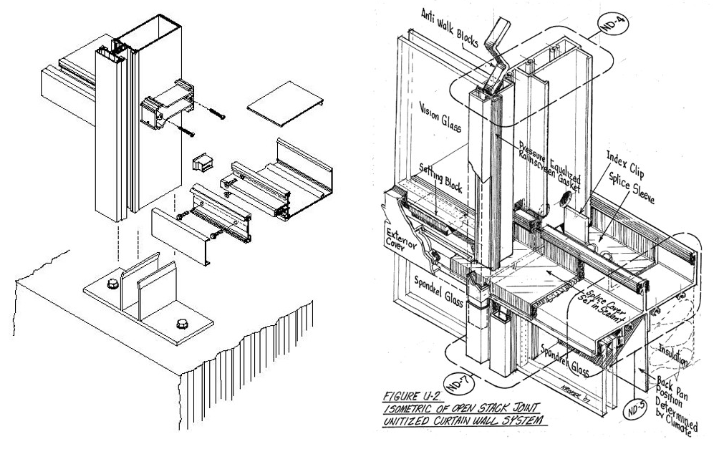 Anti Walk Blocks
ND-4
Vision Glass
Pressure Equalized
Rainscreen Gasket
Index Clip
Splice Sleeve
Setting Block
Exterior
Cover
Spandrel Glass
Splice Cover
Set in Sealant
Spandrel Glass
Insulation
Back Pan
Position
Determined
by Climate
ND-7
ND-5
FIGURE U-2
ISOMETRIC OF OPEN STACK JOINT
UNITIZED CURTAIN WALL SYSTEM